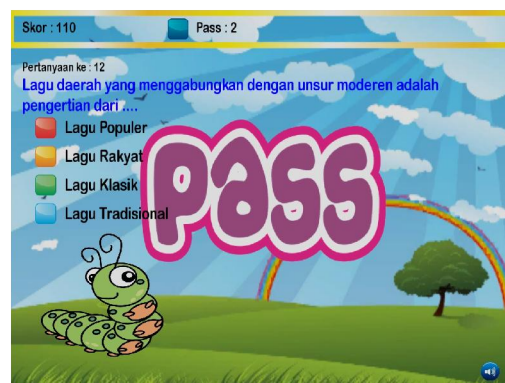 Skor : 110
Pass : 2
Pertanyaan ke : 12
Lagu daerah yang menggabungkan dengan unsur moderen adalah
pengertian dari ....
Lagu Populer
Lagu Rakyat
Lagu Klasik
Lagu Tradisional
pass